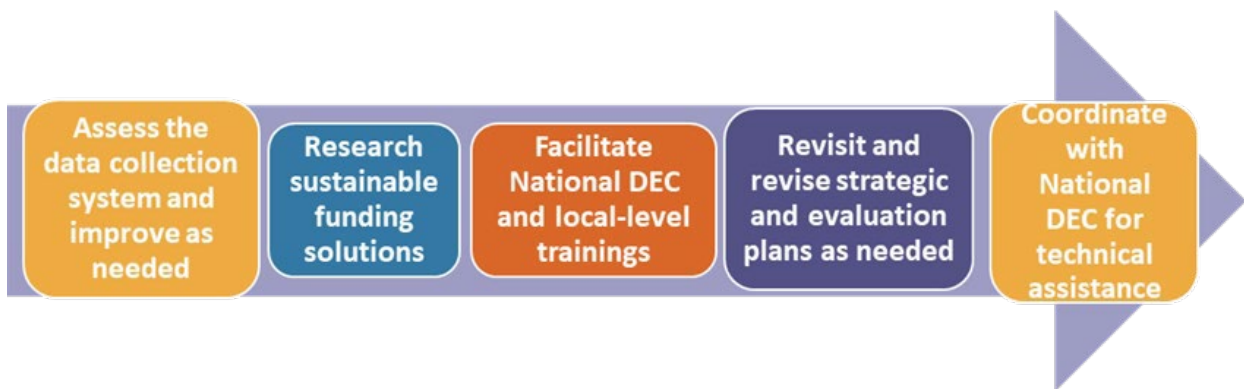 Assess the
data collection
system and
improve as
needed
Research
sustainable
funding
solutions
Facilitate
National DEC
and local-level
trainings
Revisit and
revise strategic
and evaluation
plans as needed
Coordinate
with
National
DEC for
technical
assistance